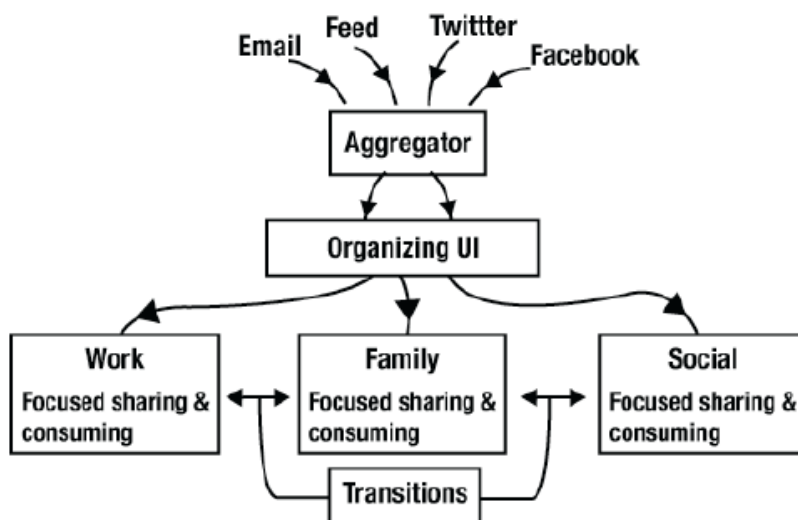 Email
Feed
Twittter
Facebook
Aggregator
Organizing UI
Work
Focused sharing &
consuming
Family
Focused sharing &
consuming
Social
Focused sharing &
consuming
Transitions